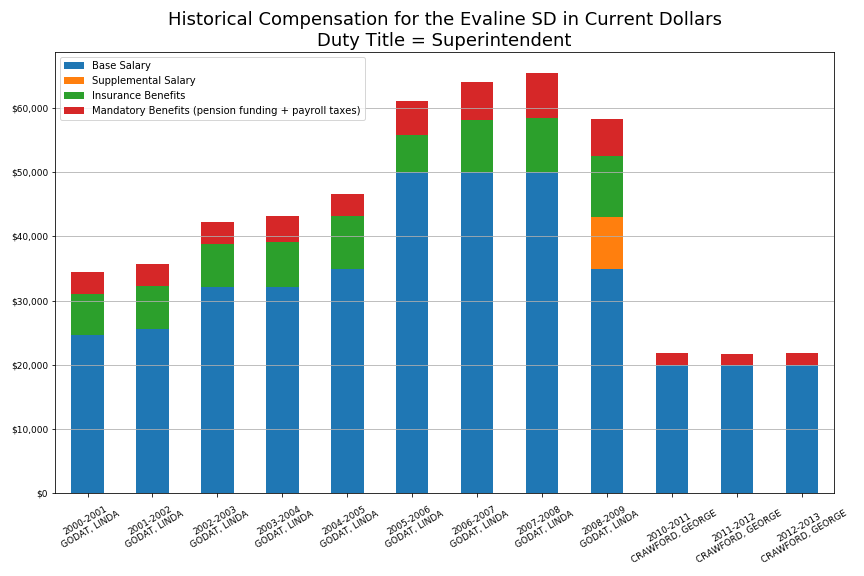 Historical Compensation for the Evaline SD in Current Dollars
Duty Title = Superintendent
Base Salary
Supplemental Salary
Insurance Benefits
Mandatory Benefits (pension funding + payroll taxes)
$60,000
$50,000
$40,000
$30,000
$20,000
$10,000
$0
2000-2001
GODAT, LINDA
2001-2002
GODAT, LINDA
2002-2003
GODAT, LINDA
2003-2004
GODAT, LINDA
2004-2005
GODAT, LINDA
2005-2006
GODAT, LINDA
2006-2007
GODAT, LINDA
2007-2008
GODAT, LINDA
2008-2009
GODAT, LINDA
2010-2011
CRAWFORD, GEORGE
2011-2012
CRAWFORD, GEORGE
2012-2013
CRAWFORD, GEORGE